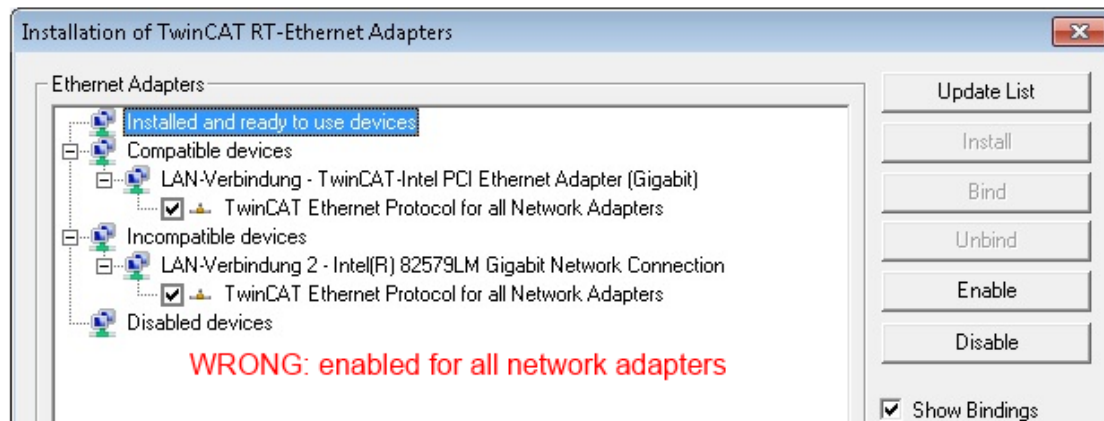 Installation of TwinCAT RT-Ethernet Adapters
Ethernet Adapters
Installed and ready to use devices
Compatible devices
LAN-Verbindung - TwinCAT-Intel PCI Ethernet Adapter (Gigabit)
TwinCAT Ethernet Protocol for all Network Adapters
Incompatible devices
LAN-Verbindung 2 - Intel(R) 82579LM Gigabit Network Connection
TwinCAT Ethernet Protocol for all Network Adapters
Disabled devices
WRONG: enabled for all network adapters
Update List
Install
Bind
Unbind
Enable
Disable
Show Bindings